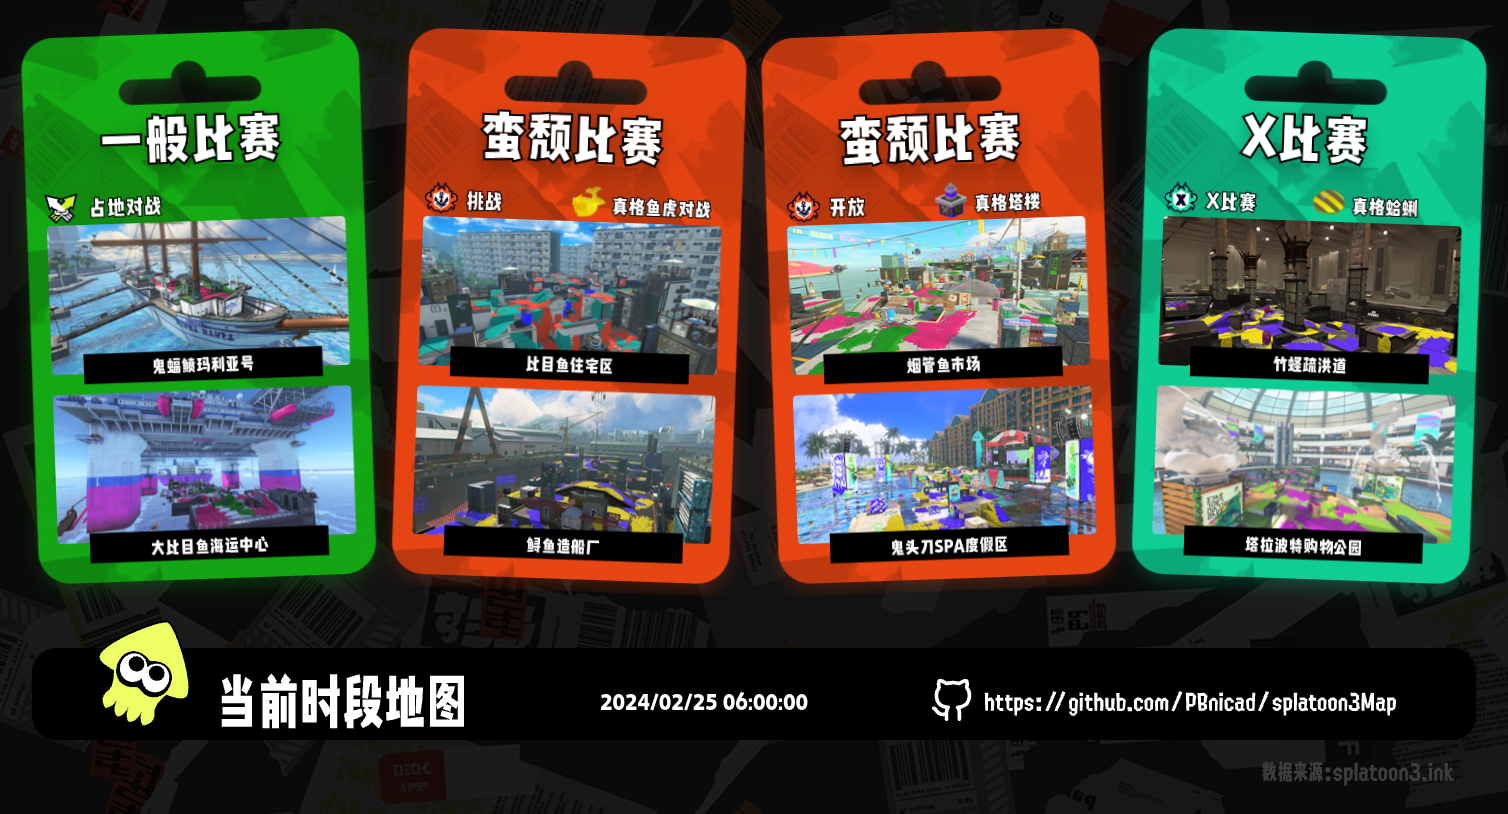 一般比赛
占地对战
鬼蝠鲼玛利亚号
大比目鱼海运中心
蛮颓比赛
挑战
真格鱼虎对战
比目鱼住宅区
鲟鱼造船厂
蛮颓比赛
开放
真格塔楼
烟管鱼市场
鬼头刀SPA度假区
X比赛
X比赛
真格蛤蜊
竹蛏疏洪道
塔拉波特购物公园
当前时段地图
2024/02/25 06:00:00
https://github.com/PBnicad/splatoon3Map
数据来源:splatoon3.ink